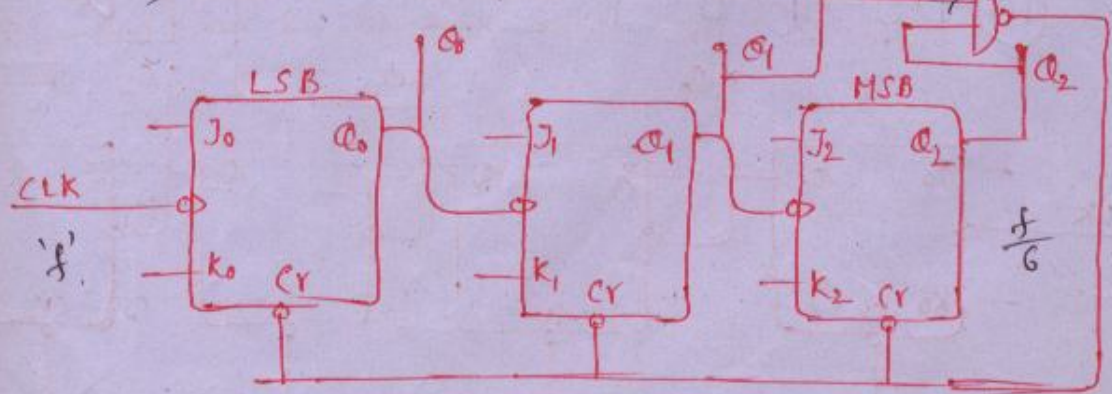 Q0 Q1 Q2
LSB MSB
J0 Q0 J1 Q1 J2 Q2
CLK
'f'.
f/6
K0 Cr K1 Cr K2 Cr